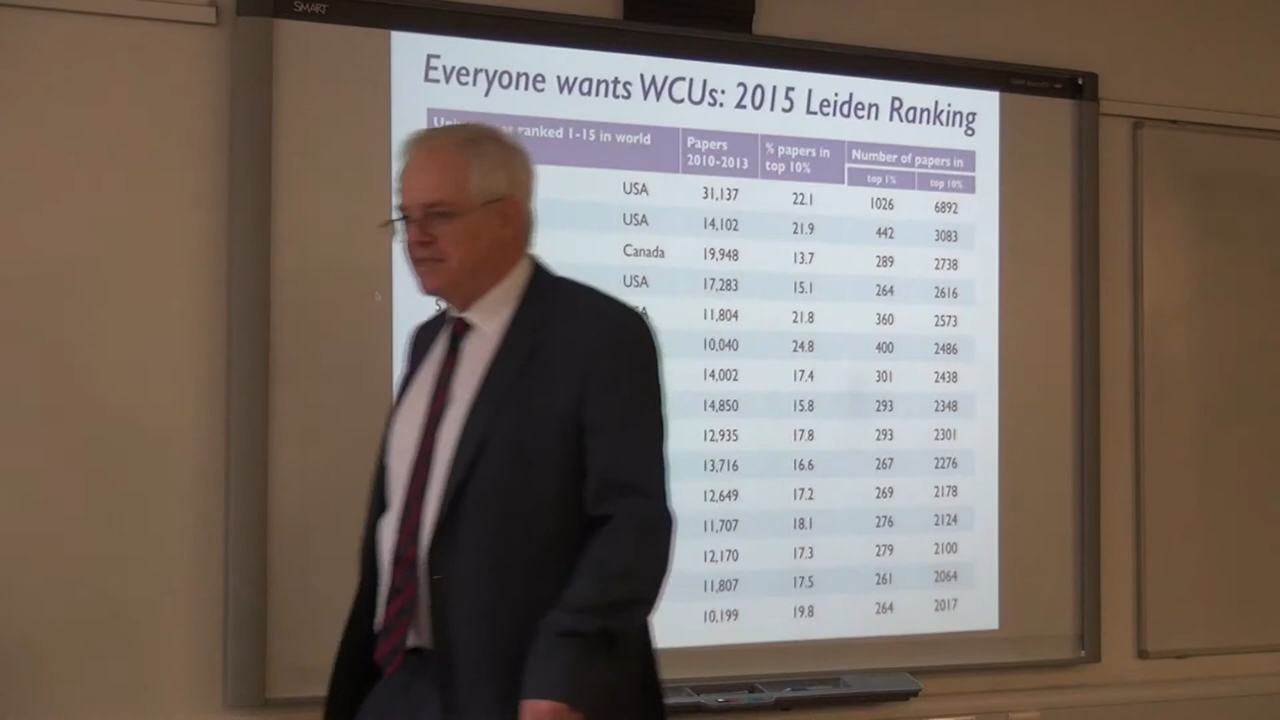 SMART
Everyone wants WCUs: 2015 Leiden Ranking
ranked 1-15 in world
Papers 2010-2013
% papers in top 10%
Number of papers in
top 1% top 10%
USA 31,137 22.1 1026 6892
USA 14,102 21.9 442 3083
Canada 19,948 13.7 289 2738
USA 17,283 15.1 264 2616
11,804 21.8 360 2573
10,040 24.8 400 2486
14,002 17.4 301 2438
14,850 15.8 293 2348
12,935 17.8 293 2301
13,716 16.6 267 2276
12,649 17.2 269 2178
11,707 18.1 276 2124
12,170 17.3 279 2100
11,807 17.5 261 2064
10,199 19.8 264 2017